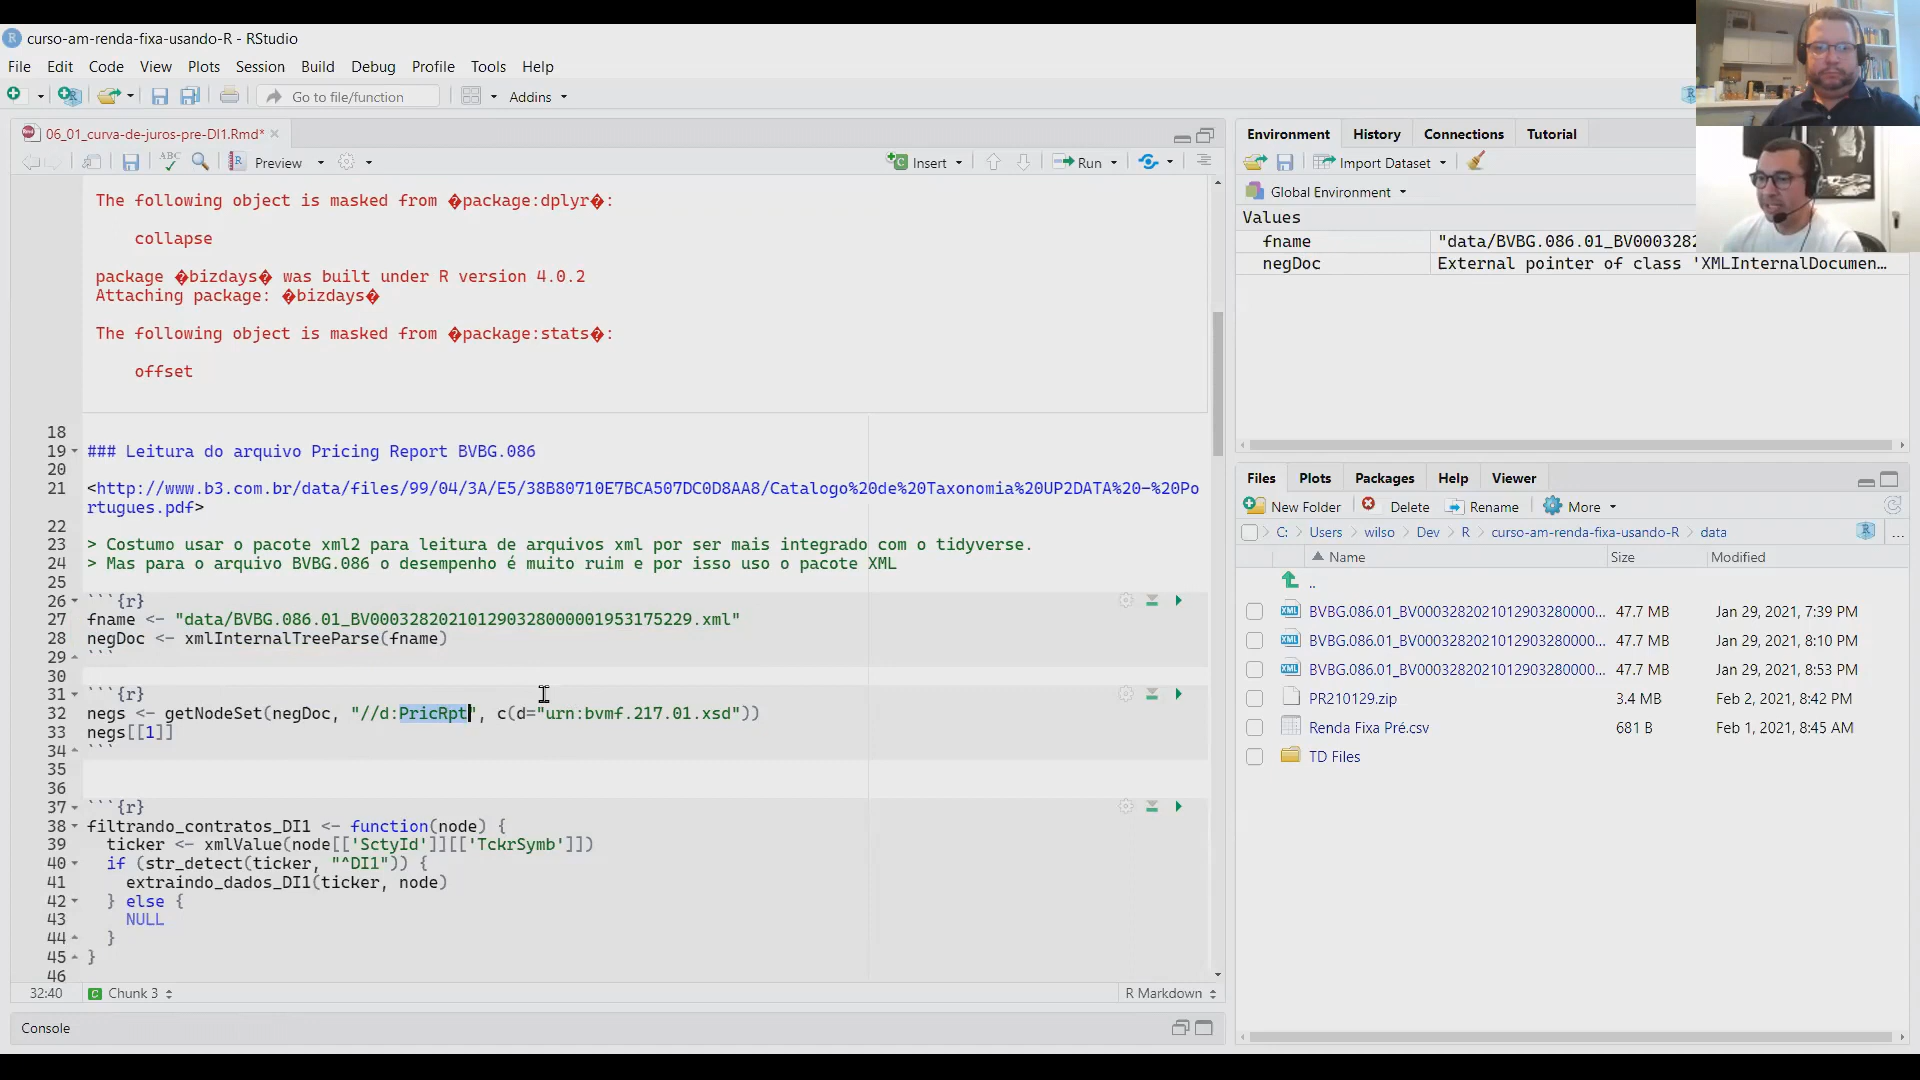 curso-am-renda-fixa-usando-R - RStudio
File Edit Code View Plots Session Build Debug Profile Tools Help
Go to file/function
Addins
06_01_curva-de-juros-pre-DI1.Rmd*
ABC
Preview
Insert
Run
The following object is masked from �package:dplyr�:
collapse
package �bizdays� was built under R version 4.0.2
Attaching package: �bizdays�
The following object is masked from �package:stats�:
offset
18
19 ### Leitura do arquivo Pricing Report BVBG.086
20
21 <http://www.b3.com.br/data/files/99/04/3A/E5/38B80710E7BCA507DC0D8AA8/Catalogo%20de%20Taxonomia%20UP2DATA%20-%20Po
rtugues.pdf>
22
23 > Costumo usar o pacote xml2 para leitura de arquivos xml por ser mais integrado com o tidyverse.
24 > Mas para o arquivo BVBG.086 o desempenho é muito ruim e por isso uso o pacote XML
25
26 ```{r}
27 fname <- "data/BVBG.086.01_BV000328202101290328000001953175229.xml"
28 negDoc <- xmlInternalTreeParse(fname)
29 ```
30
31 ```{r}
32 negs <- getNodeSet(negDoc, "//d:PricRpt", c(d="urn:bvmf.217.01.xsd"))
33 negs[[1]]
34 ```
35
36
37 ```{r}
38 filtrando_contratos_DI1 <- function(node) {
39 ticker <- xmlValue(node[['SctyId']][['TckrSymb']])
40 if (str_detect(ticker, "^DI1")) {
41 extraindo_dados_DI1(ticker, node)
42 } else {
43 NULL
44 }
45 }
46
32:40 Chunk 3 R Markdown
Console
Environment History Connections Tutorial
Import Dataset
Global Environment
Values
fname "data/BVBG.086.01_BV0003282
negDoc External pointer of class 'XMLInternalDocumen…
Files Plots Packages Help Viewer
New Folder Delete Rename More
C: Users wilso Dev R curso-am-renda-fixa-usando-R data
...
Name Size Modified
..
BVBG.086.01_BV0003282021012903280000... 47.7 MB Jan 29, 2021, 7:39 PM
BVBG.086.01_BV0003282021012903280000... 47.7 MB Jan 29, 2021, 8:10 PM
BVBG.086.01_BV0003282021012903280000... 47.7 MB Jan 29, 2021, 8:53 PM
PR210129.zip 3.4 MB Feb 2, 2021, 8:42 PM
Renda Fixa Pré.csv 681 B Feb 1, 2021, 8:45 AM
TD Files